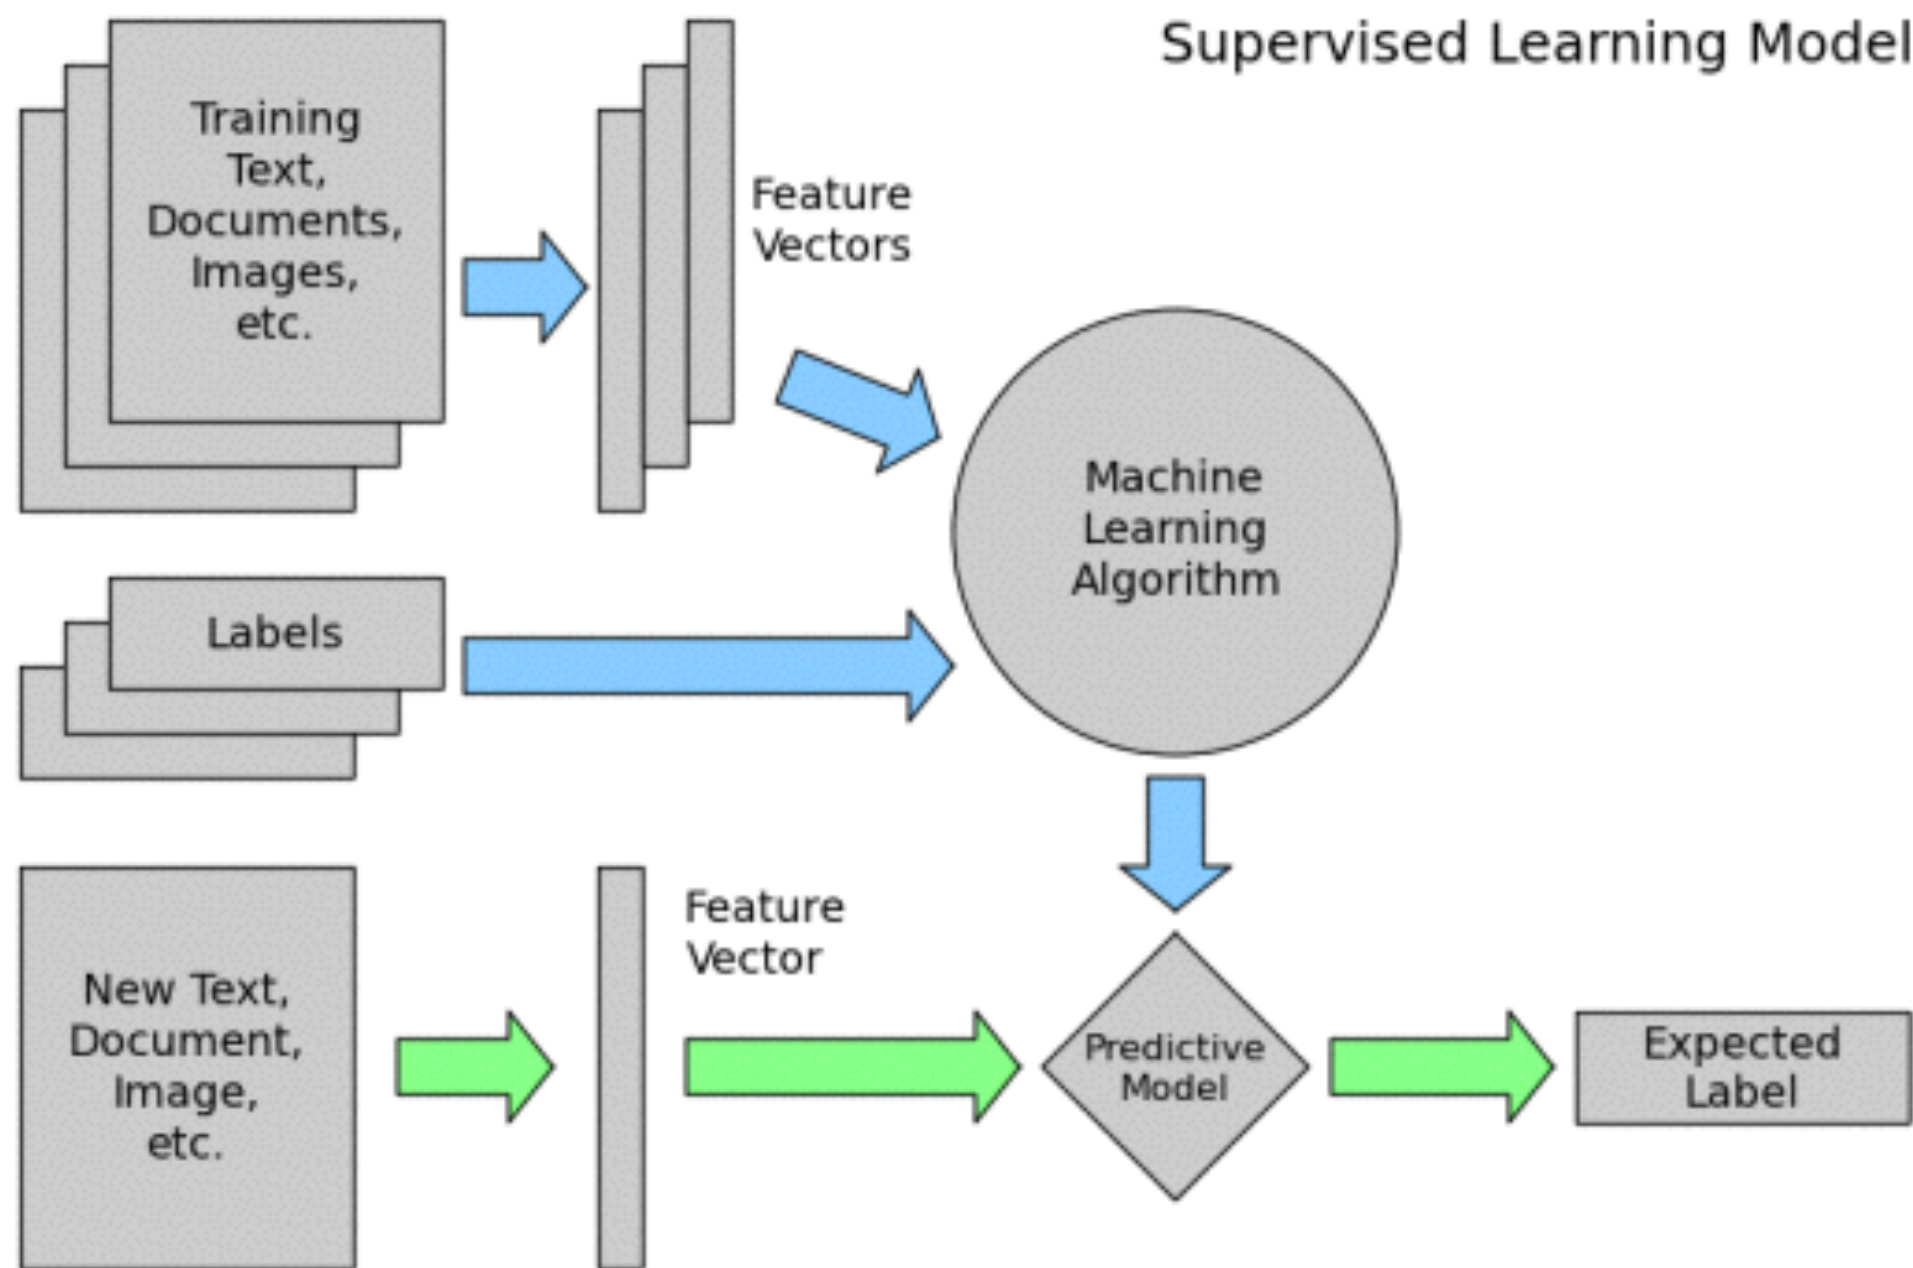 Supervised Learning Model
Training
Text,
Documents,
Images,
etc.
Feature
Vectors
Machine
Learning
Algorithm
Labels
New Text,
Document,
Image,
etc.
Feature
Vector
Predictive
Model
Expected
Label